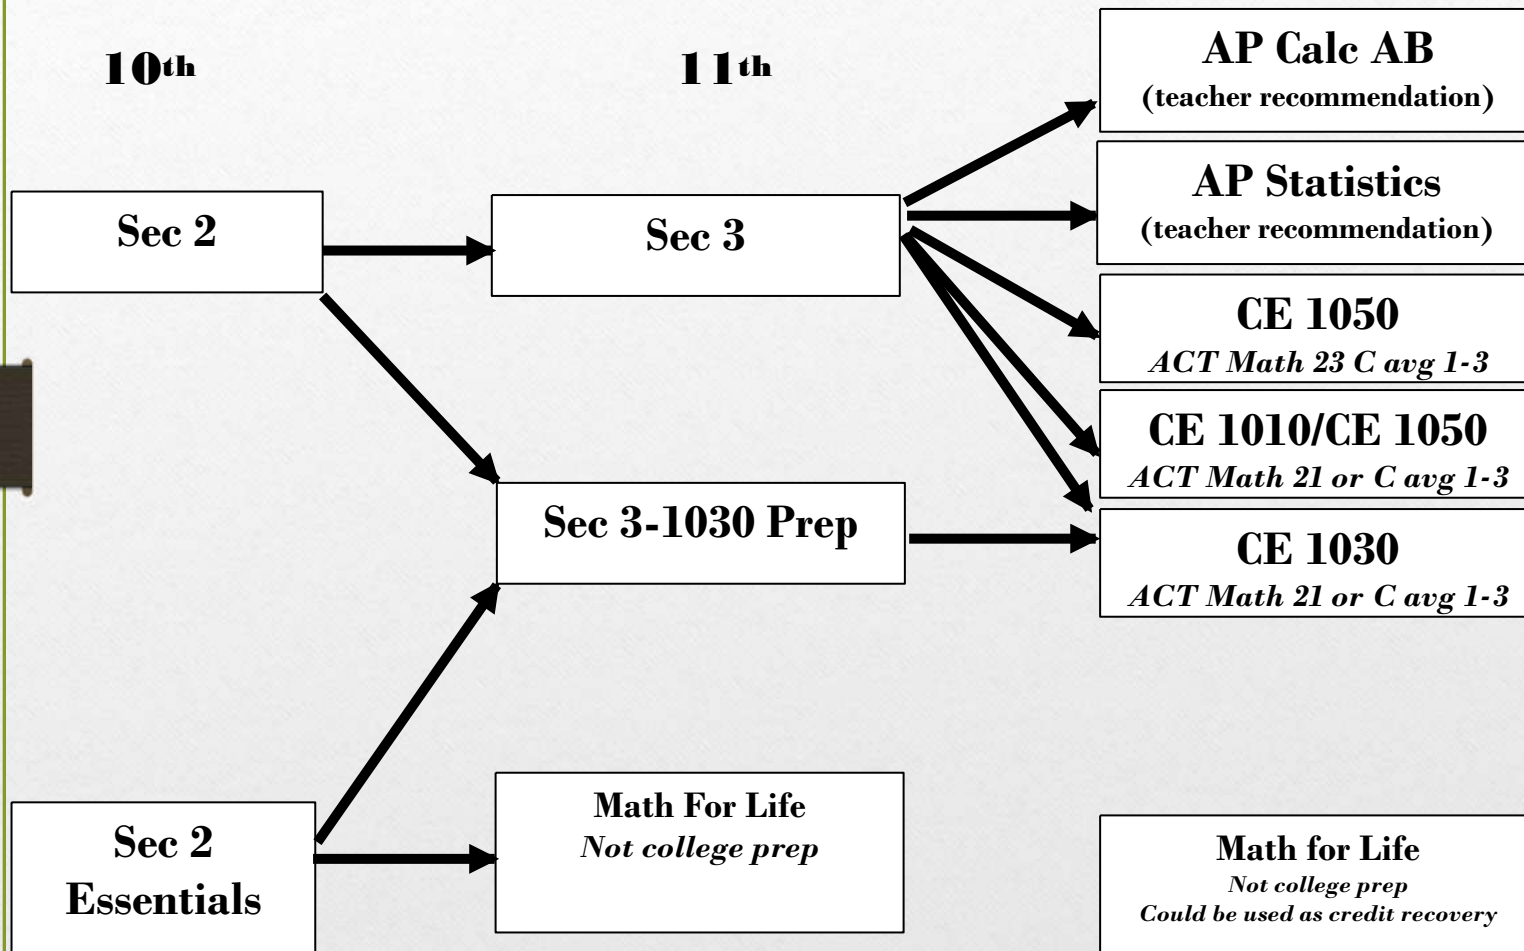 10th
11th
AP Calc AB
(teacher recommendation)
AP Statistics
(teacher recommendation)
Sec 2
Sec 3
CE 1050
ACT Math 23 C avg 1-3
CE 1010/CE 1050
ACT Math 21 or C avg 1-3
Sec 3-1030 Prep
CE 1030
ACT Math 21 or C avg 1-3
Sec 2
Essentials
Math For Life
Not college prep
Math for Life
Not college prep
Could be used as credit recovery